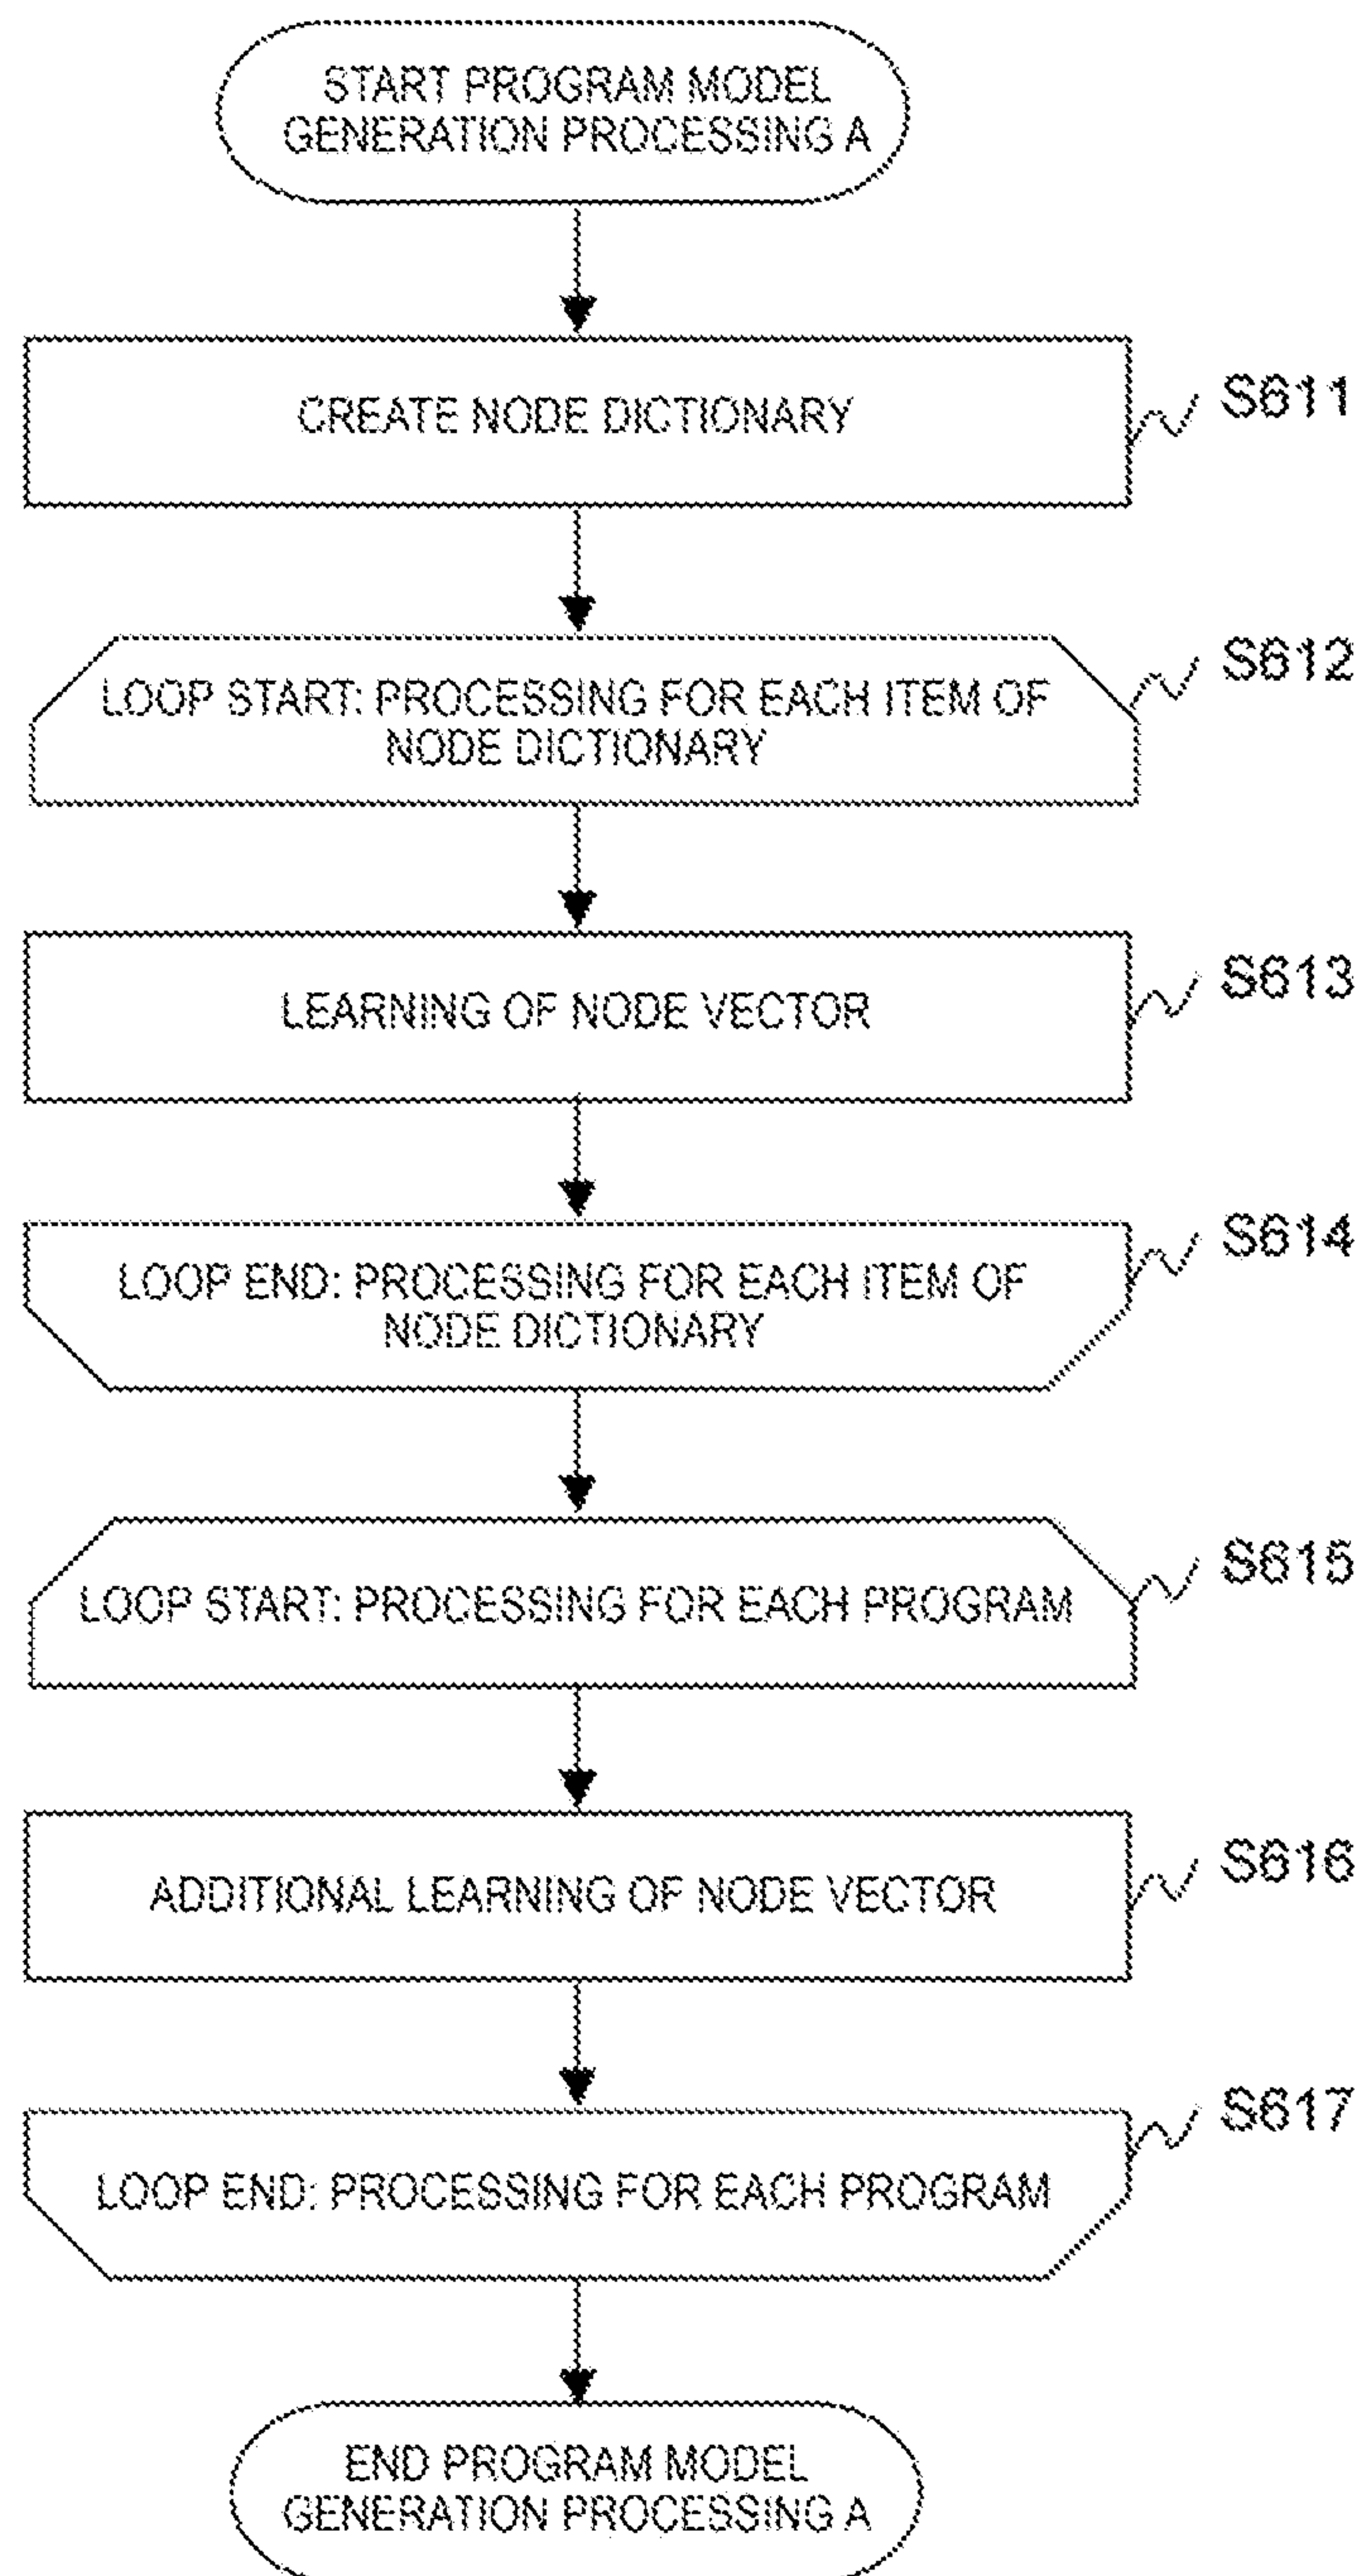 START PROGRAM MODEL
GENERATION PROCESSING A
CREATE NODE DICTIONARY
S611
LOOP START: PROCESSING FOR EACH ITEM OF
NODE DICTIONARY
S612
LEARNING OF NODE VECTOR
S613
LOOP END: PROCESSING FOR EACH ITEM OF
NODE DICTIONARY
S614
LOOP START: PROCESSING FOR EACH PROGRAM
S615
ADDITIONAL LEARNING OF NODE VECTOR
S616
LOOP END: PROCESSING FOR EACH PROGRAM
S617
END PROGRAM MODEL
GENERATION PROCESSING A